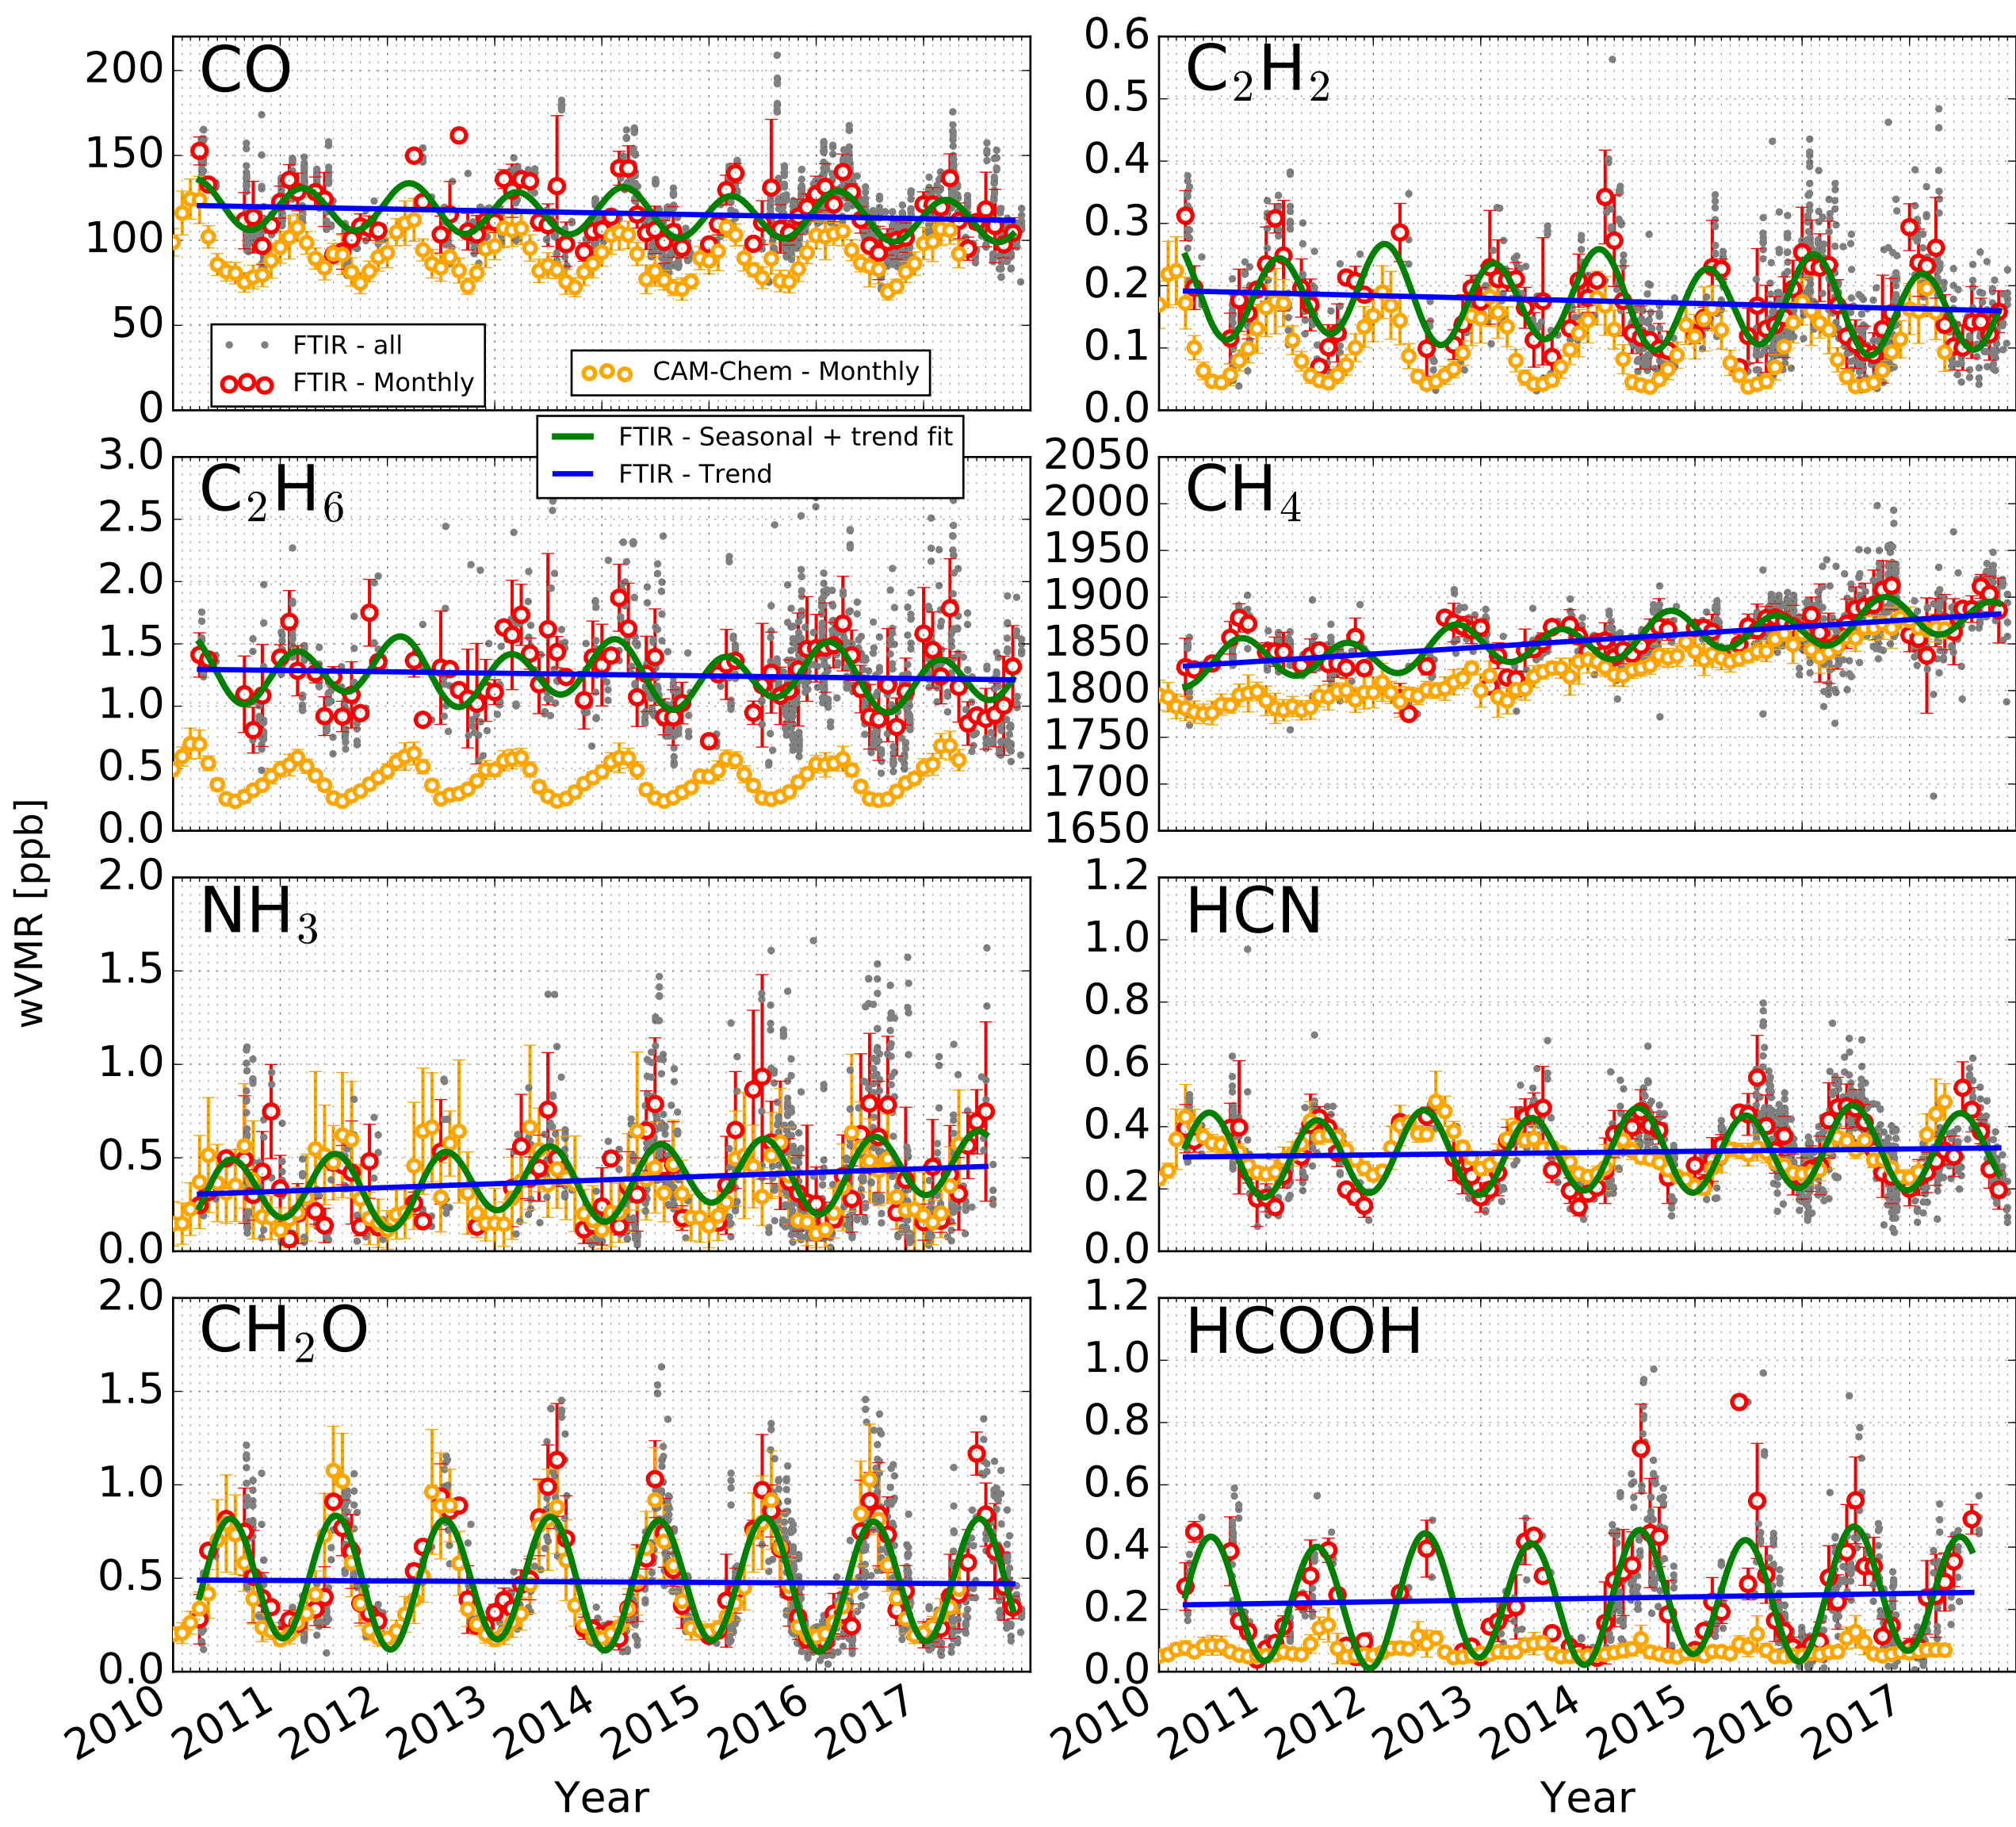 CO
200
150
100
50
0
FTIR - all
FTIR - Monthly
CAM-Chem - Monthly
C₂H₂
0.6
0.5
0.4
0.3
0.2
0.1
0.0
FTIR - Seasonal + trend fit
FTIR - Trend
C₂H₆
3.0
2.5
2.0
1.5
1.0
0.5
0.0
CH₄
2050
2000
1950
1900
1850
1800
1750
1700
1650
wVMR [ppb]
NH₃
2.0
1.5
1.0
0.5
0.0
HCN
1.2
1.0
0.8
0.6
0.4
0.2
0.0
CH₂O
2.0
1.5
1.0
0.5
0.0
2010 2011 2012 2013 2014 2015 2016 2017
Year
HCOOH
1.2
1.0
0.8
0.6
0.4
0.2
0.0
2010 2011 2012 2013 2014 2015 2016 2017
Year